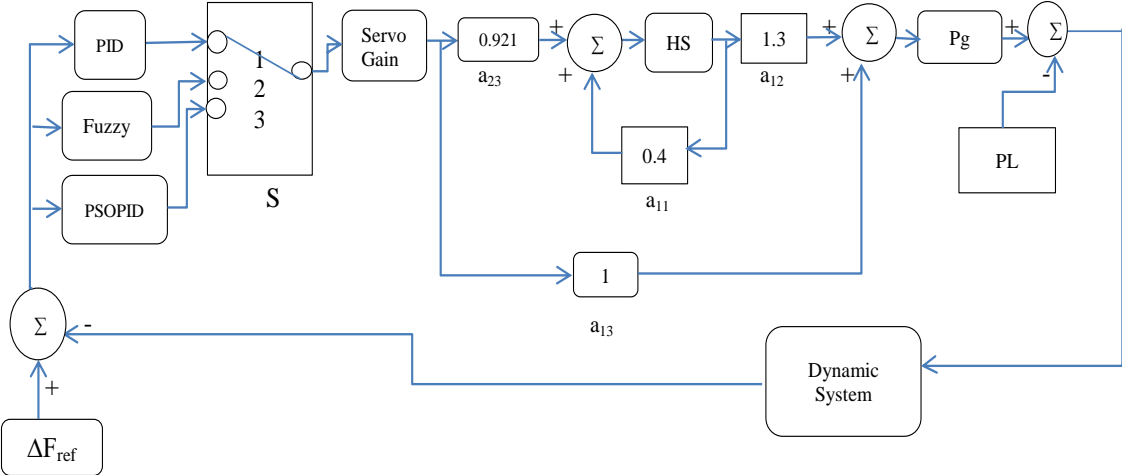 PID
Fuzzy
PSOPID
1
2
3
S
Servo
Gain
0.921
a23
+
+
Σ
HS
1.3
a12
0.4
a11
1
a13
+
+
Σ
Pg
+
-
Σ
PL
Dynamic
System
-
Σ
+
ΔFref